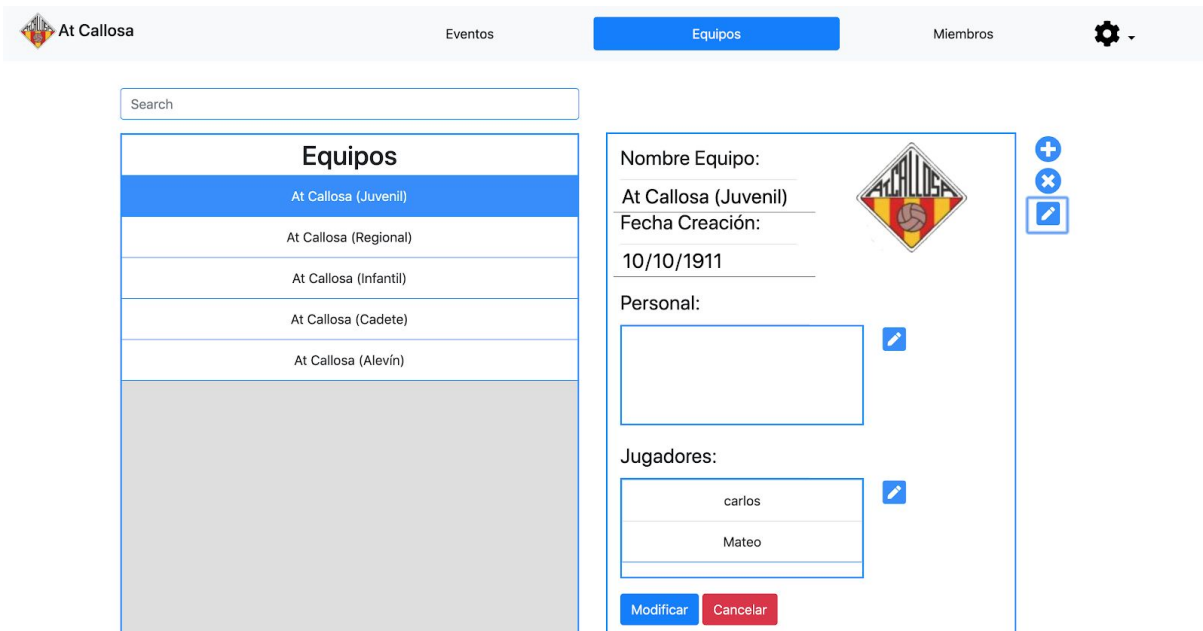 At Callosa
Eventos
Equipos
Miembros
Search
Equipos
At Callosa (Juvenil)
At Callosa (Regional)
At Callosa (Infantil)
At Callosa (Cadete)
At Callosa (Alevín)
Nombre Equipo:
At Callosa (Juvenil)
Fecha Creación:
10/10/1911
ATCALLOSA
Personal:
Jugadores:
carlos
Mateo
Modificar
Cancelar